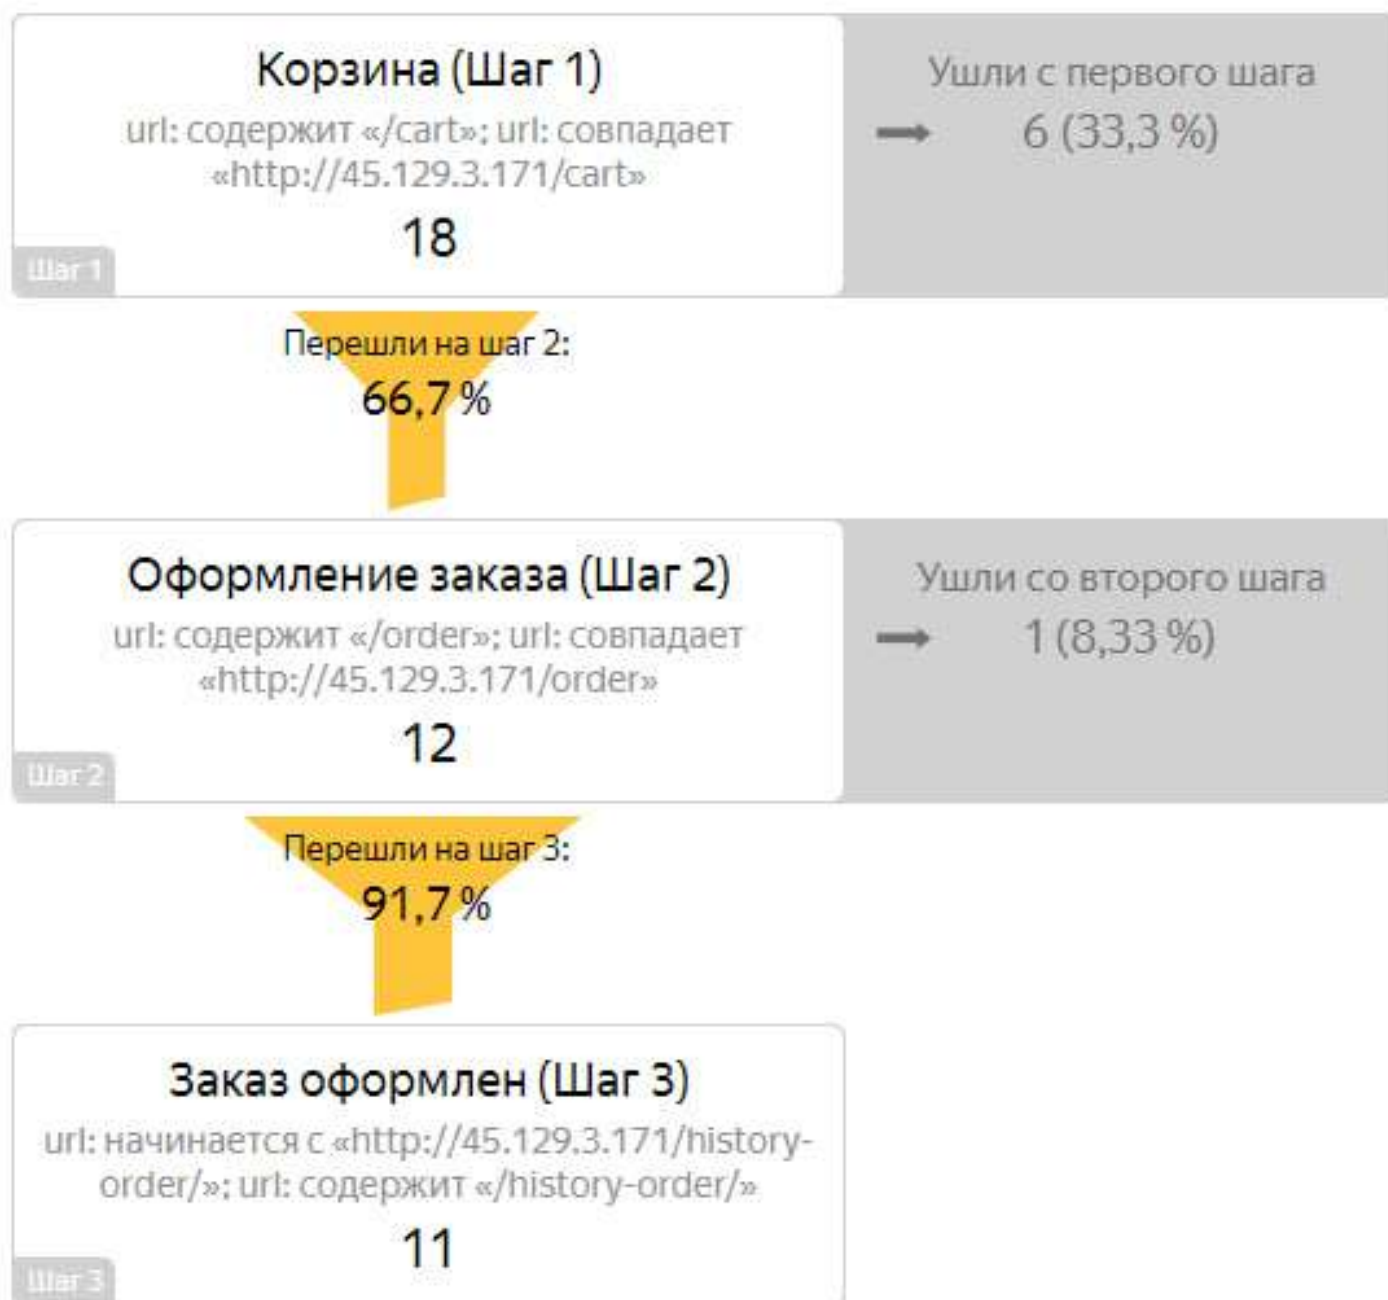 Корзина (Шаг 1)
url: содержит «/cart»; url: совпадает
«http://45.129.3.171/cart»
18
Шаг 1
Ушли с первого шага
6 (33,3 %)
Перешли на шаг 2:
66,7 %
Оформление заказа (Шаг 2)
url: содержит «/order»; url: совпадает
«http://45.129.3.171/order»
12
Шаг 2
Ушли со второго шага
1 (8,33 %)
Перешли на шаг 3:
91,7 %
Заказ оформлен (Шаг 3)
url: начинается с «http://45.129.3.171/history-
order/»; url: содержит «/history-order/»
11
Шаг 3